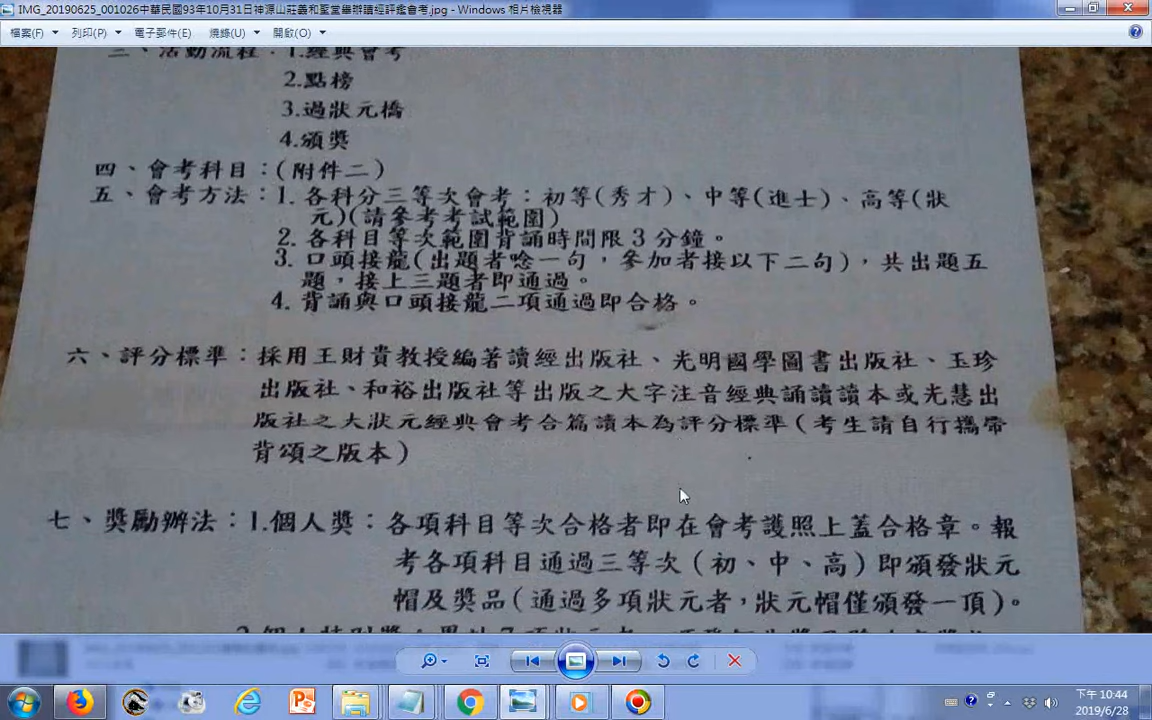 IMG_20190625_001026中華民國93年10月31日神源山莊義和聖堂舉辦讀經評鑑會考.jpg - Windows 相片檢視器
檔案(F) 列印(P) 電子郵件(E) 燒錄(U) 開啟(O)
三、活動流程：1.經典會考
2.點榜
3.過狀元橋
4.頒獎
四、會考科目：(附件二)
五、會考方法：1. 各科分三等次會考：初等(秀才)、中等(進士)、高等(狀
元)(請參考考試範圍)
2. 各科目等次範圍背誦時間限 3 分鐘。
3. 口頭接龍(出題者唸一句，參加者接以下二句)，共出題五
題，接上三題者即通過。
4. 背誦與口頭接龍二項通過即合格。
六、評分標準：採用王財貴教授編著讀經出版社、光明國學圖書出版社、玉珍
出版社、和裕出版社等出版之大字注音經典誦讀讀本或光慧出
版社之大狀元經典會考合篇讀本為評分標準(考生請自行攜帶
背頌之版本)
七、獎勵辦法：1.個人獎：各項科目等次合格者即在會考護照上蓋合格章。報
考各項科目通過三等次（初、中、高）即頒發狀元
帽及獎品(通過多項狀元者，狀元帽僅頒發一頂)。
下午 10:44
2019/6/28